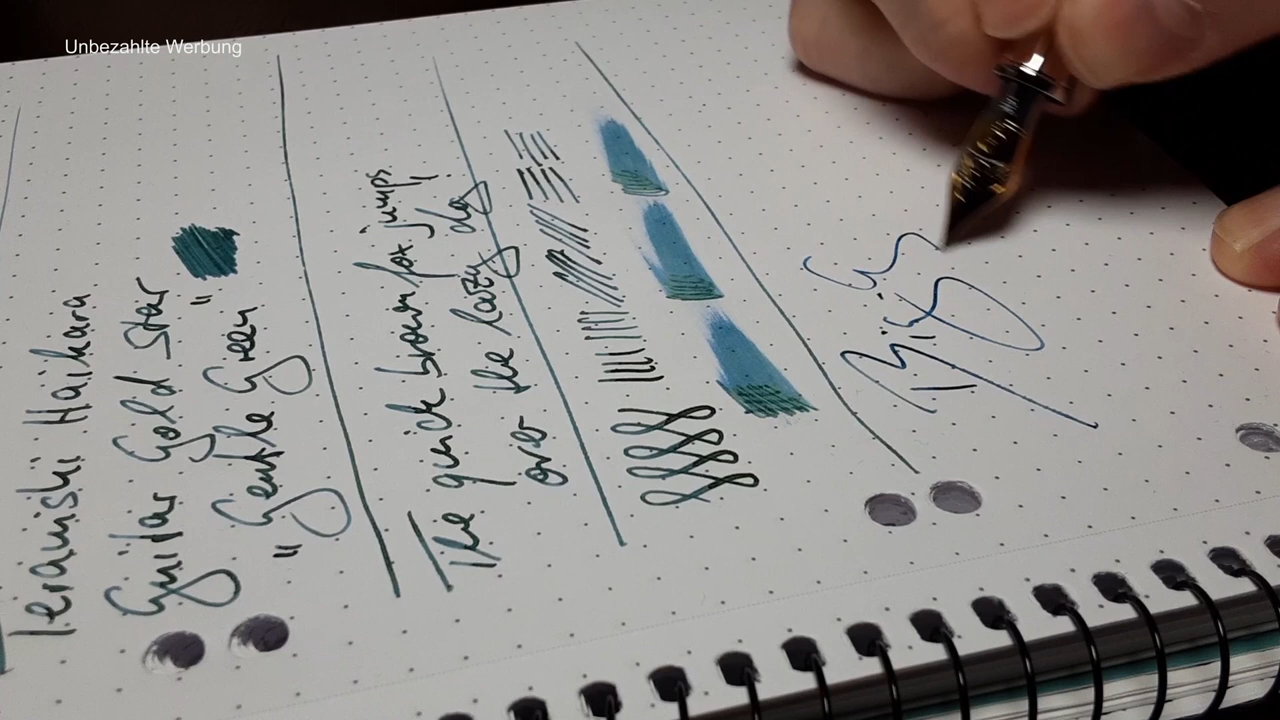 Unbezahlte Werbung
Teranishi Haikara
Guitar Gold Star
"Gentle Green"
The quick brown fox jumps
over the lazy dog